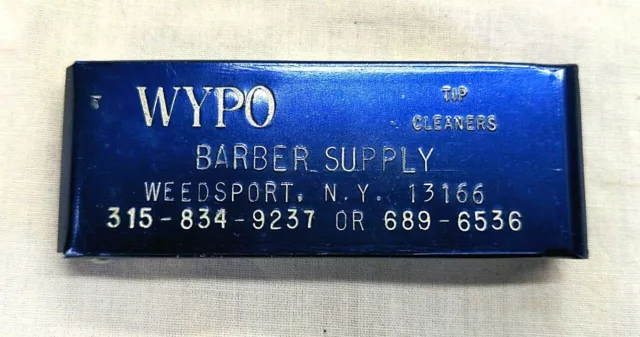 WYPO TIP
CLEANERS
BARBER SUPPLY
WEEDSPORT, N.Y. 13166
315-834-9237 OR 689-6536